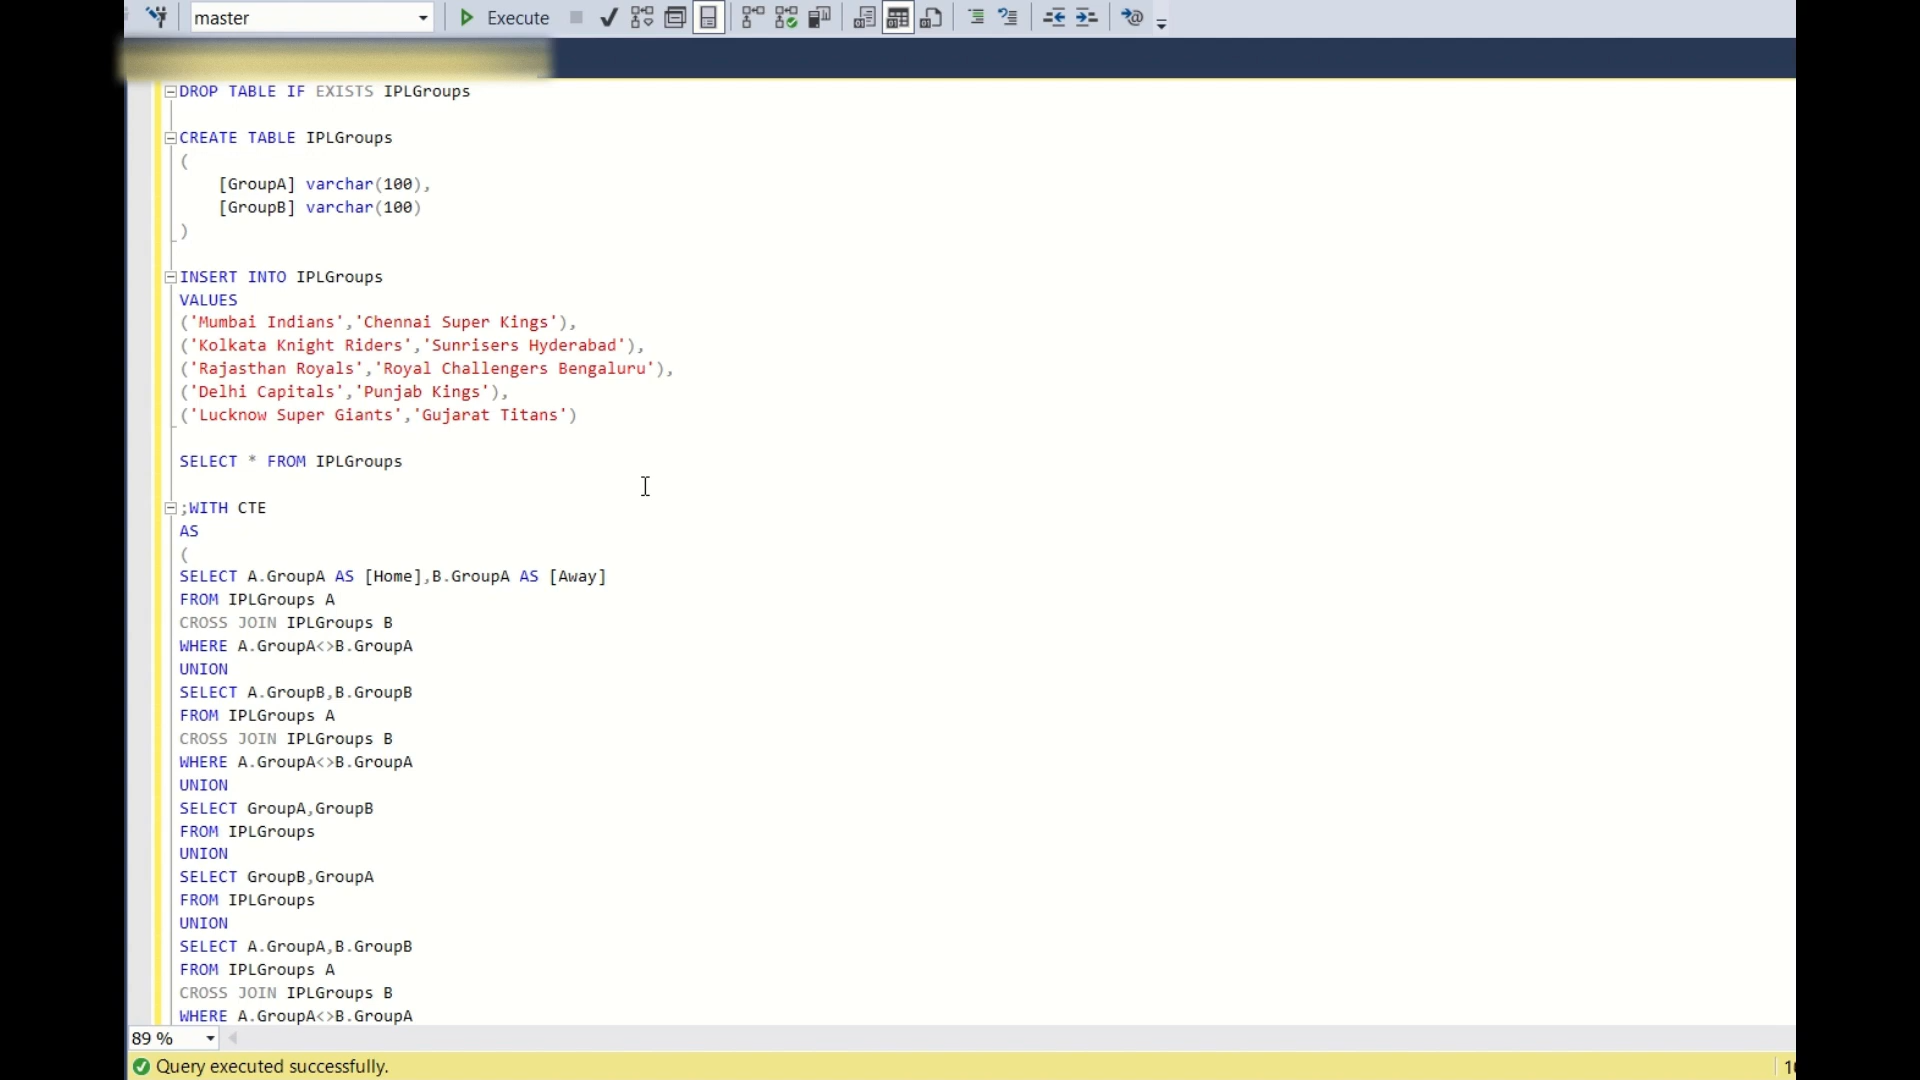 master
Execute
DROP TABLE IF EXISTS IPLGroups
CREATE TABLE IPLGroups
(
[GroupA] varchar(100),
[GroupB] varchar(100)
)
INSERT INTO IPLGroups
VALUES
('Mumbai Indians','Chennai Super Kings'),
('Kolkata Knight Riders','Sunrisers Hyderabad'),
('Rajasthan Royals','Royal Challengers Bengaluru'),
('Delhi Capitals','Punjab Kings'),
('Lucknow Super Giants','Gujarat Titans')
SELECT * FROM IPLGroups
;WITH CTE
AS
(
SELECT A.GroupA AS [Home],B.GroupA AS [Away]
FROM IPLGroups A
CROSS JOIN IPLGroups B
WHERE A.GroupA<>B.GroupA
UNION
SELECT A.GroupB,B.GroupB
FROM IPLGroups A
CROSS JOIN IPLGroups B
WHERE A.GroupA<>B.GroupA
UNION
SELECT GroupA,GroupB
FROM IPLGroups
UNION
SELECT GroupB,GroupA
FROM IPLGroups
UNION
SELECT A.GroupA,B.GroupB
FROM IPLGroups A
CROSS JOIN IPLGroups B
WHERE A.GroupA<>B.GroupA
89 %
Query executed successfully.